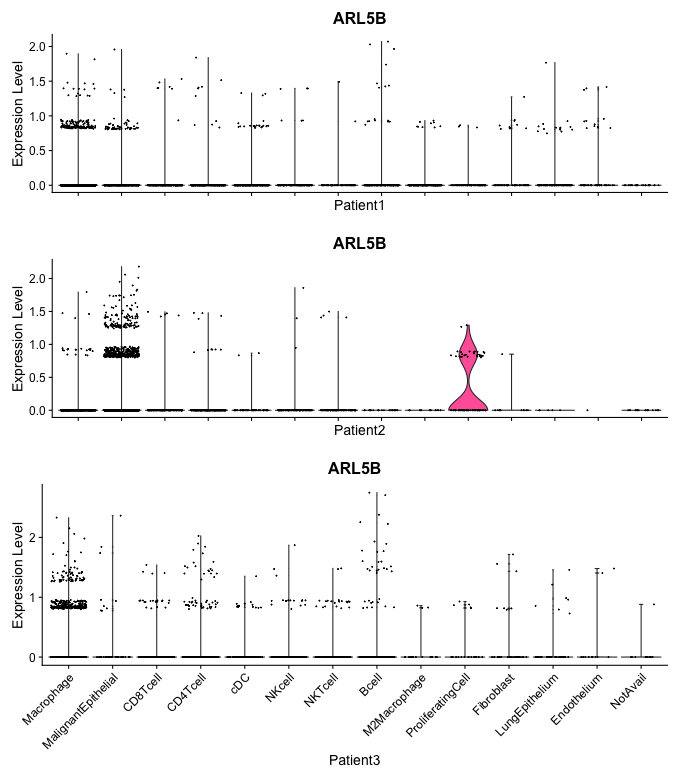 ARL5B
Expression Level
2.0
1.5
1.0
0.5
0.0
Patient1
ARL5B
Expression Level
2.0
1.5
1.0
0.5
0.0
Patient2
ARL5B
Expression Level
2
1
0
Macrophage
MalignantEpithelial
CD8Tcell
CD4Tcell
cDC
NKcell
NKTcell
Bcell
M2Macrophage
ProliferatingCell
Fibroblast
LungEpithelium
Endothelium
NotAvail
Patient3